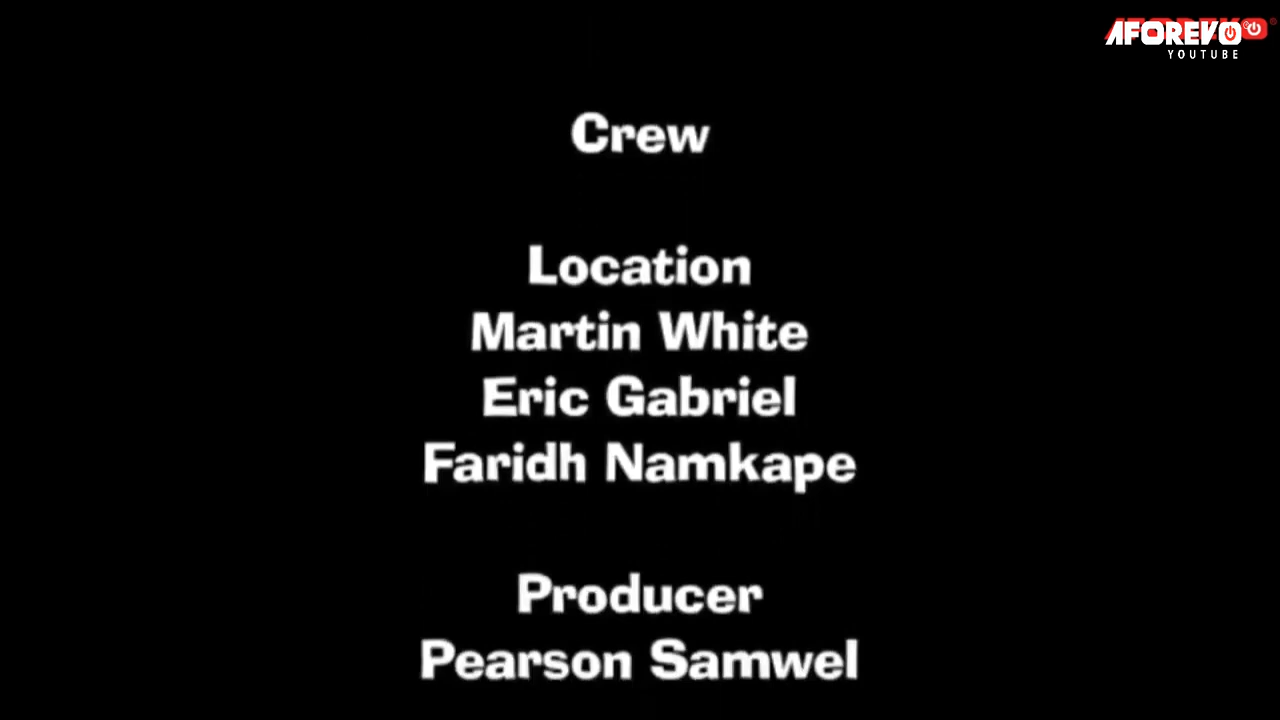 AFOREVO
YOUTUBE
Crew
Location
Martin White
Eric Gabriel
Faridh Namkape
Producer
Pearson Samwel